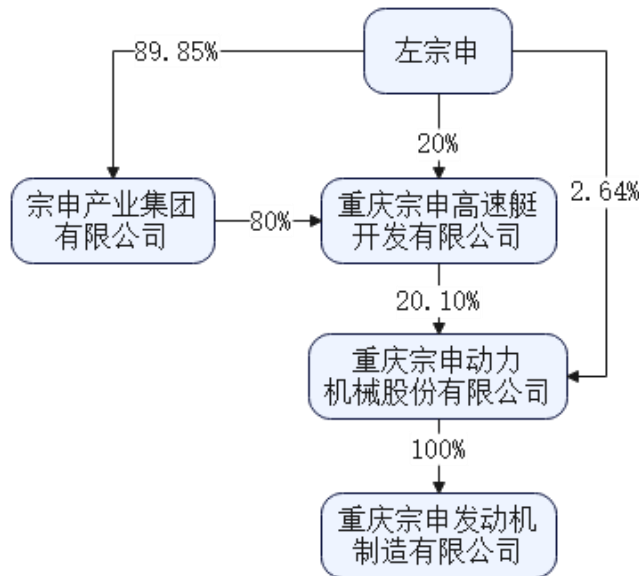 左宗申
89.85%
20%
2.64%
宗申产业集团
有限公司
80%
重庆宗申高速艇
开发有限公司
20.10%
重庆宗申动力
机械股份有限公司
100%
重庆宗申发动机
制造有限公司